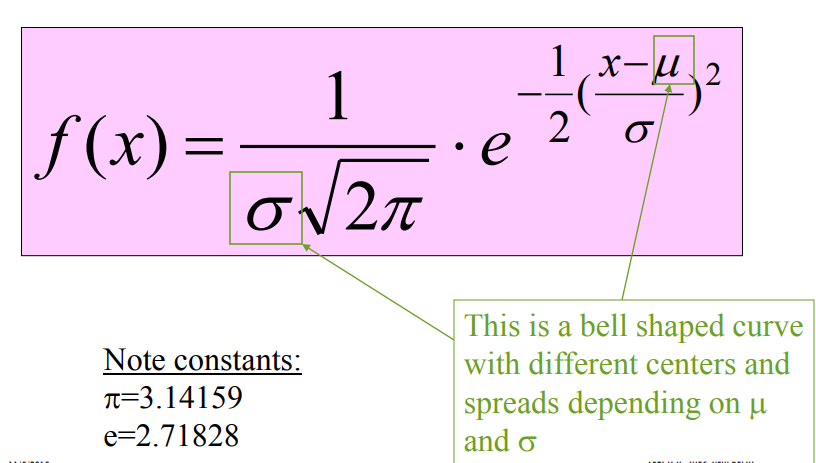 f(x) = 1/(σ√2π) · e^(-1/2((x-μ)/σ)^2)
This is a bell shaped curve
with different centers and
spreads depending on μ
and σ
Note constants:
π=3.14159
e=2.71828